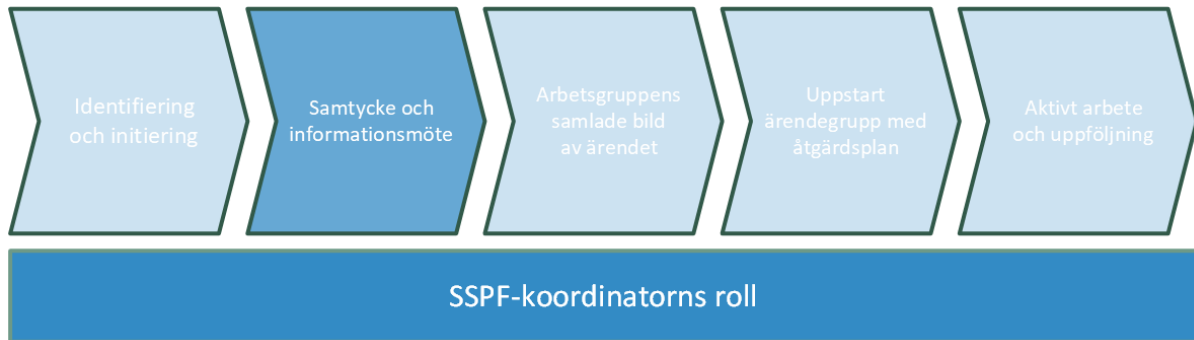 Identifiering
och initiering
Samtycke och
informationsmöte
Arbetsgruppens
samlade bild
av ärendet
Uppstart
ärendegrupp med
åtgärdsplan
Aktivt arbete
och uppföljning
SSPF-koordinatorns roll